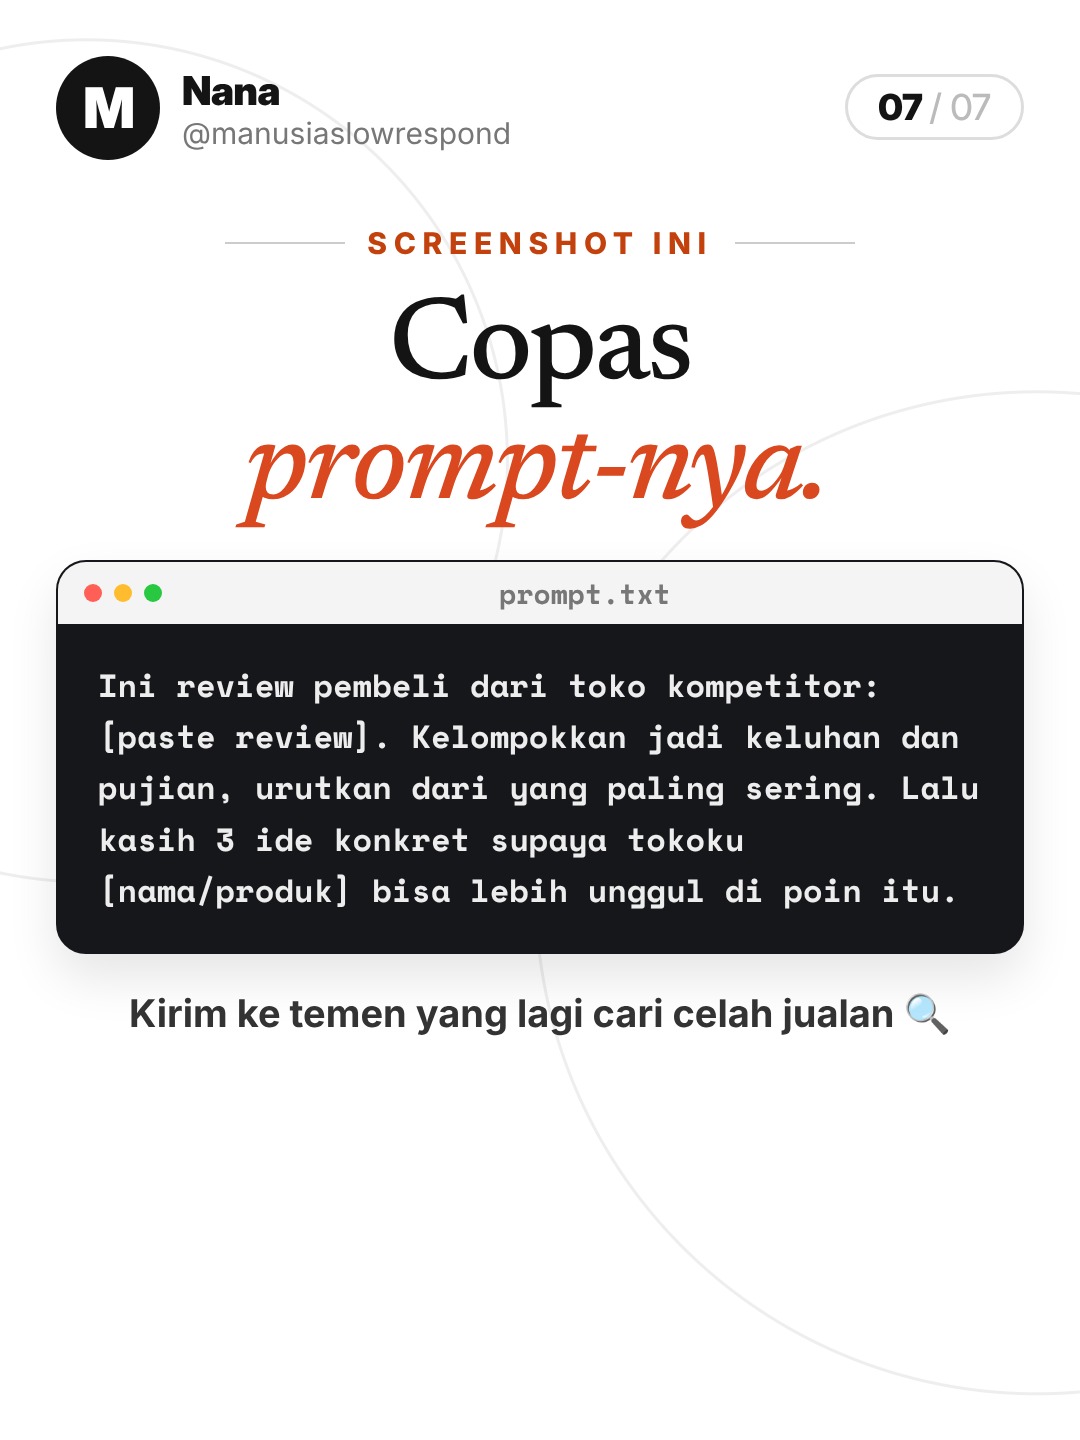 M
Nana
@manusiaslowrespond
07 / 07
SCREENSHOT INI
Copas
prompt-nya.
prompt.txt
Ini review pembeli dari toko kompetitor:
[paste review]. Kelompokkan jadi keluhan dan
pujian, urutkan dari yang paling sering. Lalu
kasih 3 ide konkret supaya tokoku
[nama/produk] bisa lebih unggul di poin itu.
Kirim ke temen yang lagi cari celah jualan 🔍